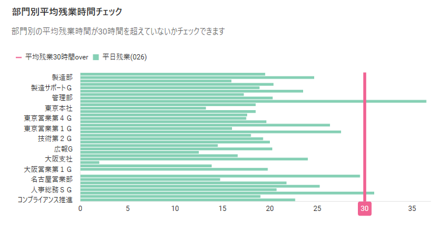 部門別平均残業時間チェック
部門別の平均残業時間が30時間を超えていないかチェックできます
平均残業30時間over 平日残業(026)
製造部
製造サポートG
管理部
東京本社
東京営業第４G
東京営業第１G
技術第２G
広報G
大阪支社
大阪営業第１G
名古屋営業部
人事総務ＳＧ
コンプライアンス推進
0 5 10 15 20 25 30 35